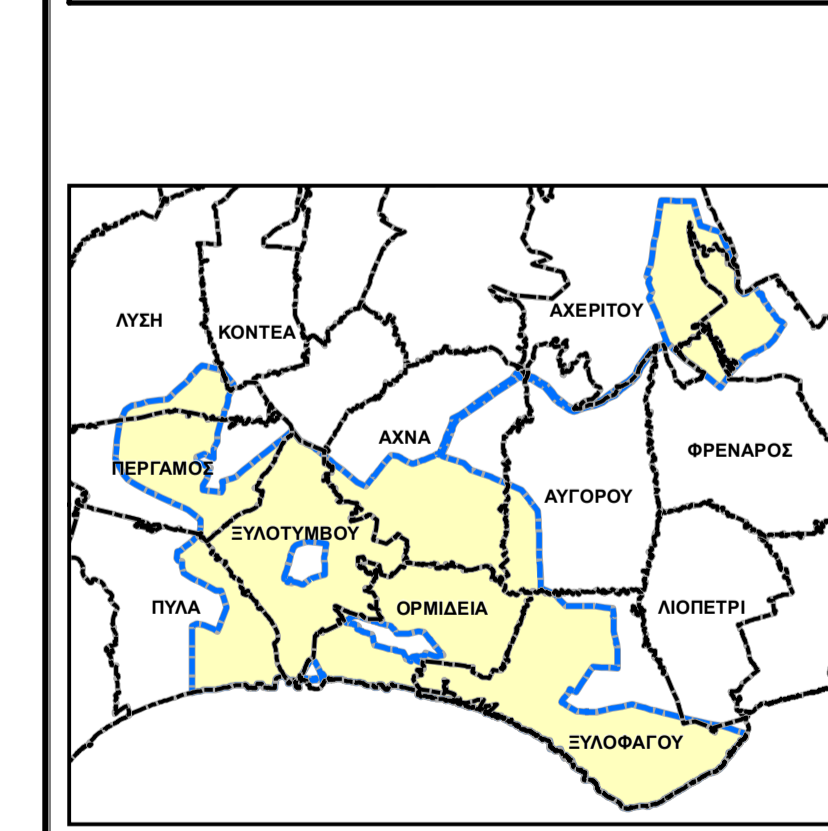 ΑΧΕΡΙΤΟΥ
ΛΥΣΗ
ΚΟΝΤΕΑ
ΑΧΝΑ
ΦΡΕΝΑΡΟΣ
ΠΕΡΓΑΜΟΣ
ΑΥΓΟΡΟΥ
ΞΥΛΟΤΥΜΒΟΥ
ΠΥΛΑ
ΟΡΜΙΔΕΙΑ
ΛΙΟΠΕΤΡΙ
ΞΥΛΟΦΑΓΟΥ